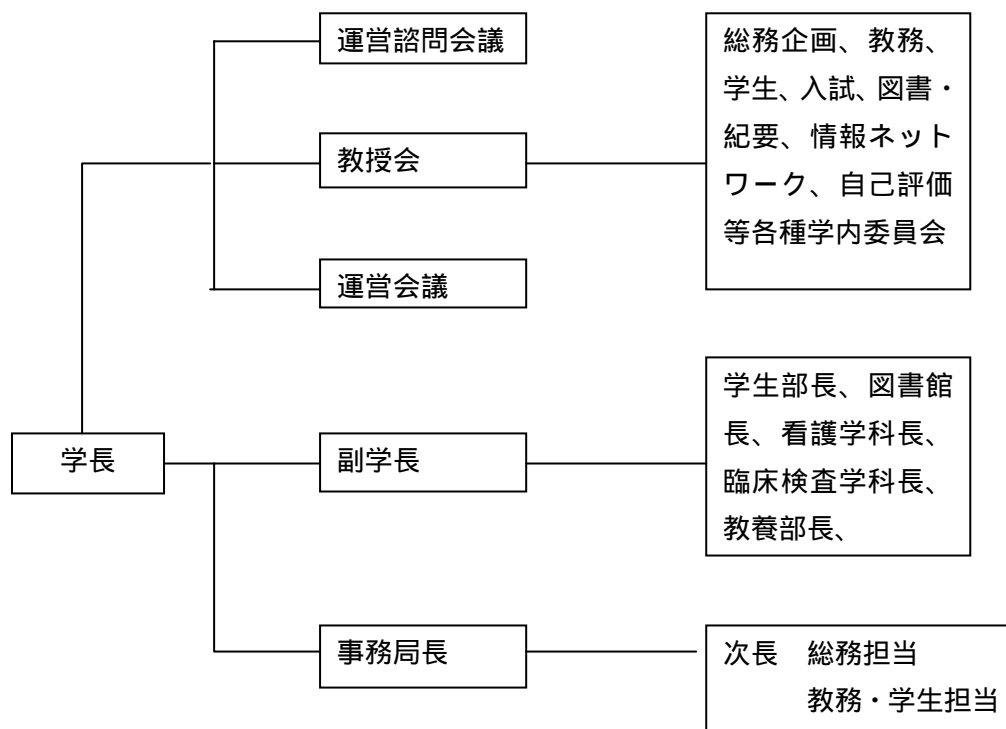 運営諮問会議
総務企画、教務、
学生、入試、図書・
紀要、情報ネット
ワーク、自己評価
等各種学内委員会
教授会
運営会議
学長
副学長
学生部長、図書館
長、看護学科長、
臨床検査学科長、
教養部長、
事務局長
次長　総務担当
教務・学生担当